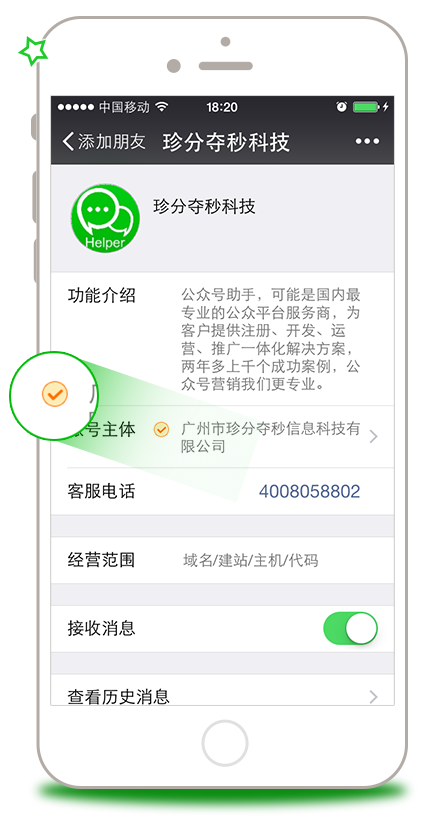 中国移动 18:20
添加朋友 珍分夺秒科技
Helper
珍分夺秒科技
功能介绍
公众号助手，可能是国内最
专业的公众平台服务商，为
客户提供注册、开发、运
营、推广一体化解决方案，
两年多上千个成功案例，公
众号营销我们更专业。
账号主体
广州市珍分夺秒信息科技有
限公司
客服电话 4008058802
经营范围 域名/建站/主机/代码
接收消息
查看历史消息